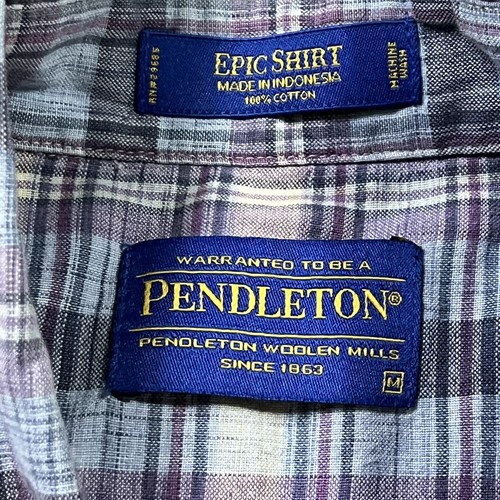 EPIC SHIRT
MADE IN INDONESIA
100% COTTON
MACHINE
WASH
WARRANTED TO BE A
PENDLETON®
PENDLETON WOOLEN MILLS
SINCE 1863
M